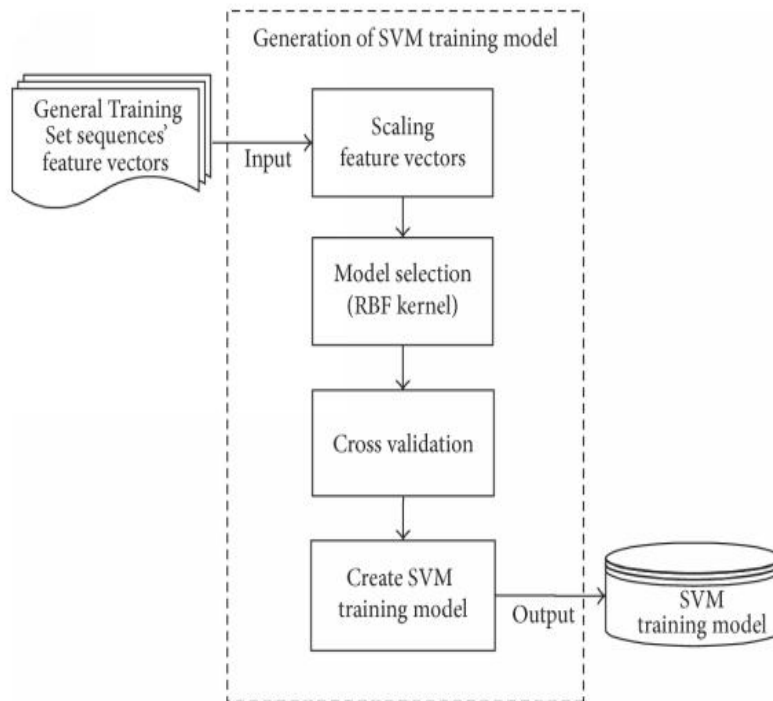 Generation of SVM training model
General Training
Set sequences'
feature vectors
Input
Scaling
feature vectors
Model selection
(RBF kernel)
Cross validation
Create SVM
training model
Output
SVM
training model